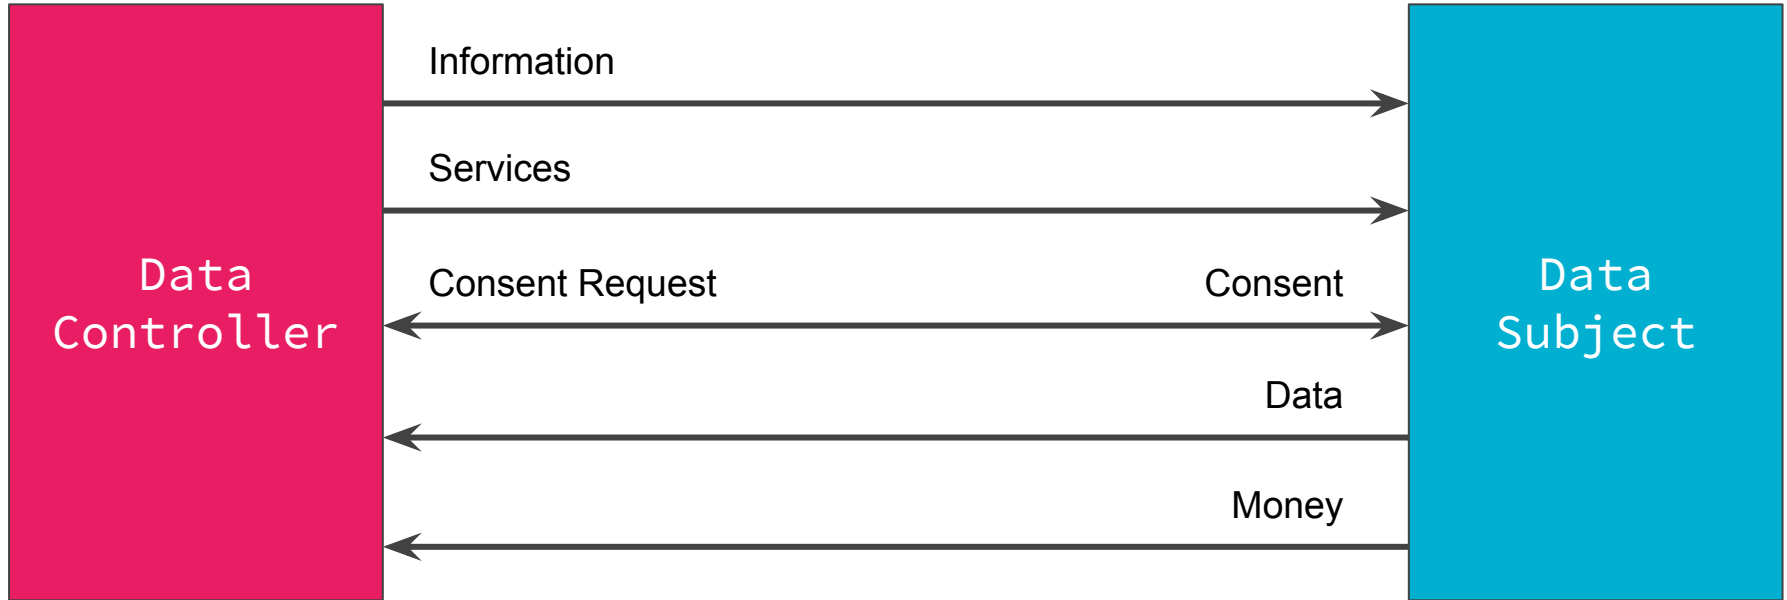 Information
Services
Data
Controller
Consent Request
Consent
Data
Subject
Data
Money